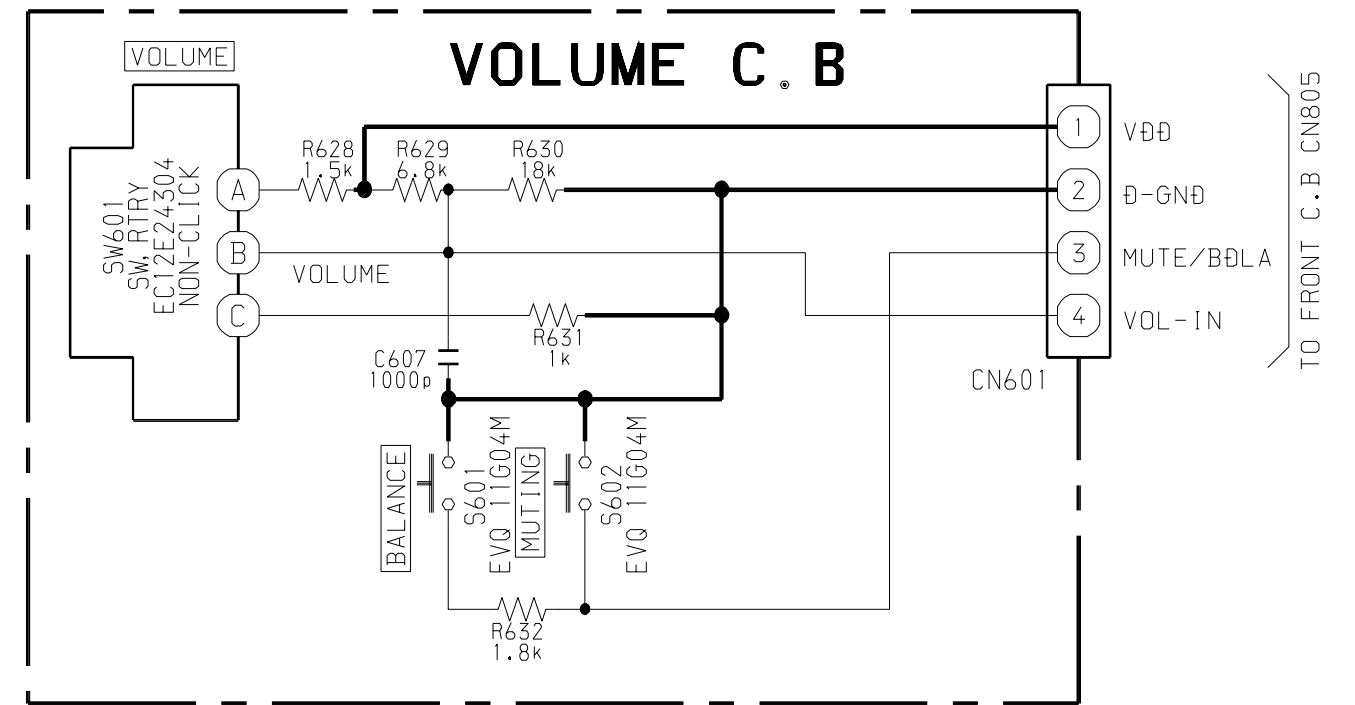 VOLUME
VOLUME C.B
R628
1.5k
R629
6.8k
R630
18k
1
VDD
2
D-GND
3
MUTE/BDLA
4
VOL-IN
CN601
TO FRONT C.B CN805
SW601
SW, RTRY
EC12E24304
NON-CLICK
A
B
C
VOLUME
R631
1k
C607
1000p
BALANCE
S601
EVQ 11G04M
MUTING
S602
EVQ 11G04M
R632
1.8k